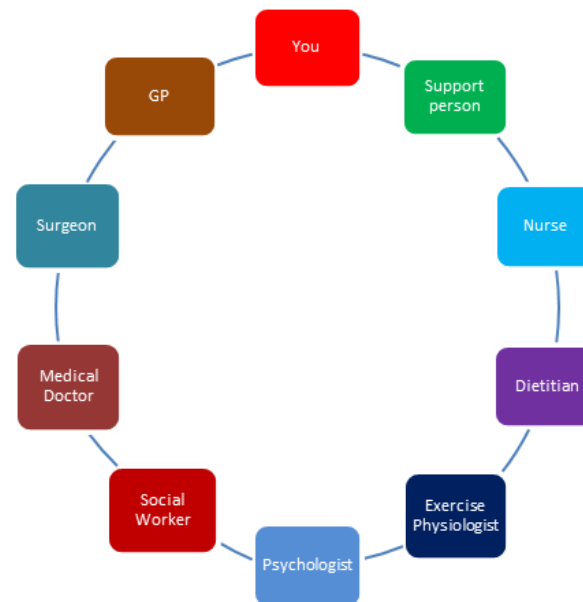 You
Support
person
Nurse
Dietitian
Exercise
Physiologist
Psychologist
Social
Worker
Medical
Doctor
Surgeon
GP